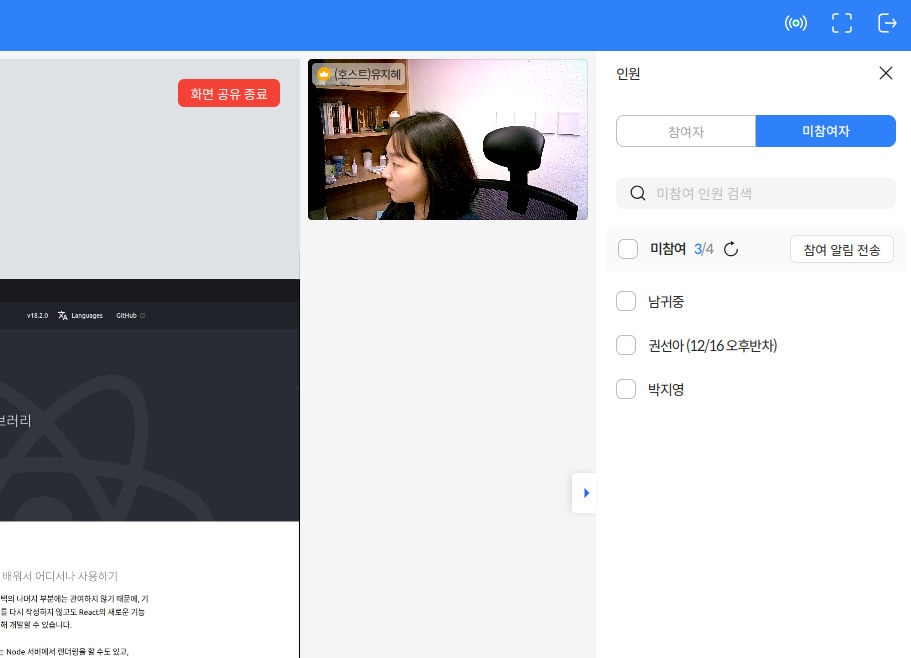 화면 공유 종료
(호스트)유지혜
v18.2.0 Languages GitHub
브러리
배워서 어디서나 사용하기
택의 나머지 부분에는 관여하지 않기 때문에, 기
를 다시 작성하지 않고도 React의 새로운 기능
해 개발할 수 있습니다.
는 Node 서버에서 렌더링을 할 수도 있고,
인원
참여자
미참여자
미참여 인원 검색
미참여 3/4
참여 알림 전송
남귀중
권선아 (12/16 오후반차)
박지영